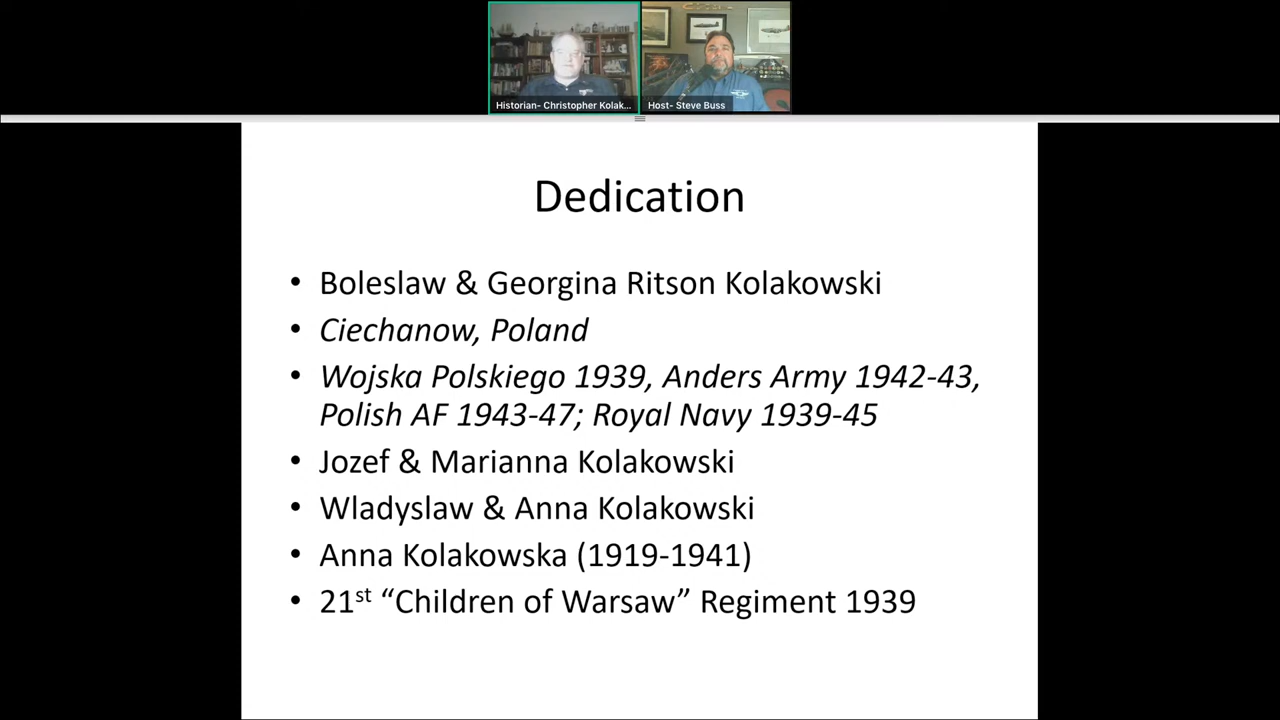 Historian- Christopher Kolak...
Host- Steve Buss
Dedication
• Boleslaw & Georgina Ritson Kolakowski
• Ciechanow, Poland
• Wojska Polskiego 1939, Anders Army 1942-43,
Polish AF 1943-47; Royal Navy 1939-45
• Jozef & Marianna Kolakowski
• Wladyslaw & Anna Kolakowski
• Anna Kolakowska (1919-1941)
• 21st “Children of Warsaw” Regiment 1939